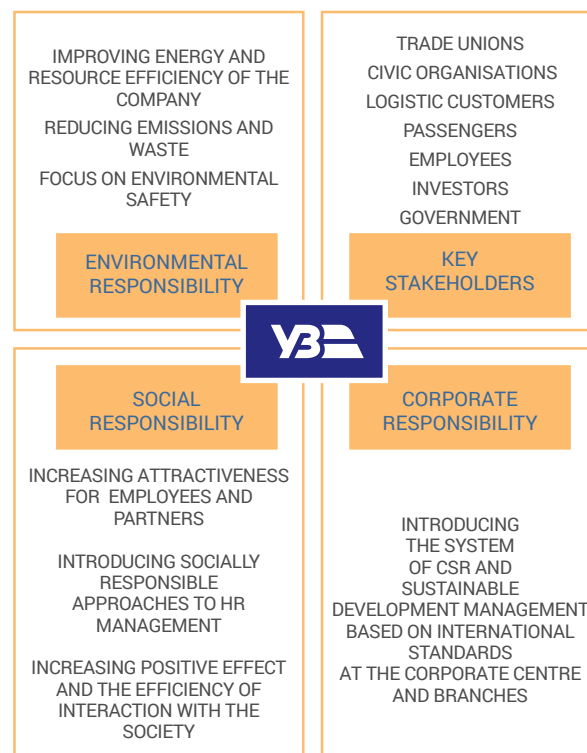 IMPROVING ENERGY AND
RESOURCE EFFICIENCY OF THE
COMPANY
REDUCING EMISSIONS AND
WASTE
FOCUS ON ENVIRONMENTAL
SAFETY
ENVIRONMENTAL
RESPONSIBILITY
TRADE UNIONS
CIVIC ORGANISATIONS
LOGISTIC CUSTOMERS
PASSENGERS
EMPLOYEES
INVESTORS
GOVERNMENT
KEY
STAKEHOLDERS
УЗ
SOCIAL
RESPONSIBILITY
INCREASING ATTRACTIVENESS
FOR EMPLOYEES AND
PARTNERS
INTRODUCING SOCIALLY
RESPONSIBLE
APPROACHES TO HR
MANAGEMENT
INCREASING POSITIVE EFFECT
AND THE EFFICIENCY OF
INTERACTION WITH THE
SOCIETY
CORPORATE
RESPONSIBILITY
INTRODUCING
THE SYSTEM
OF CSR AND
SUSTAINABLE
DEVELOPMENT MANAGEMENT
BASED ON INTERNATIONAL
STANDARDS
AT THE CORPORATE CENTRE
AND BRANCHES